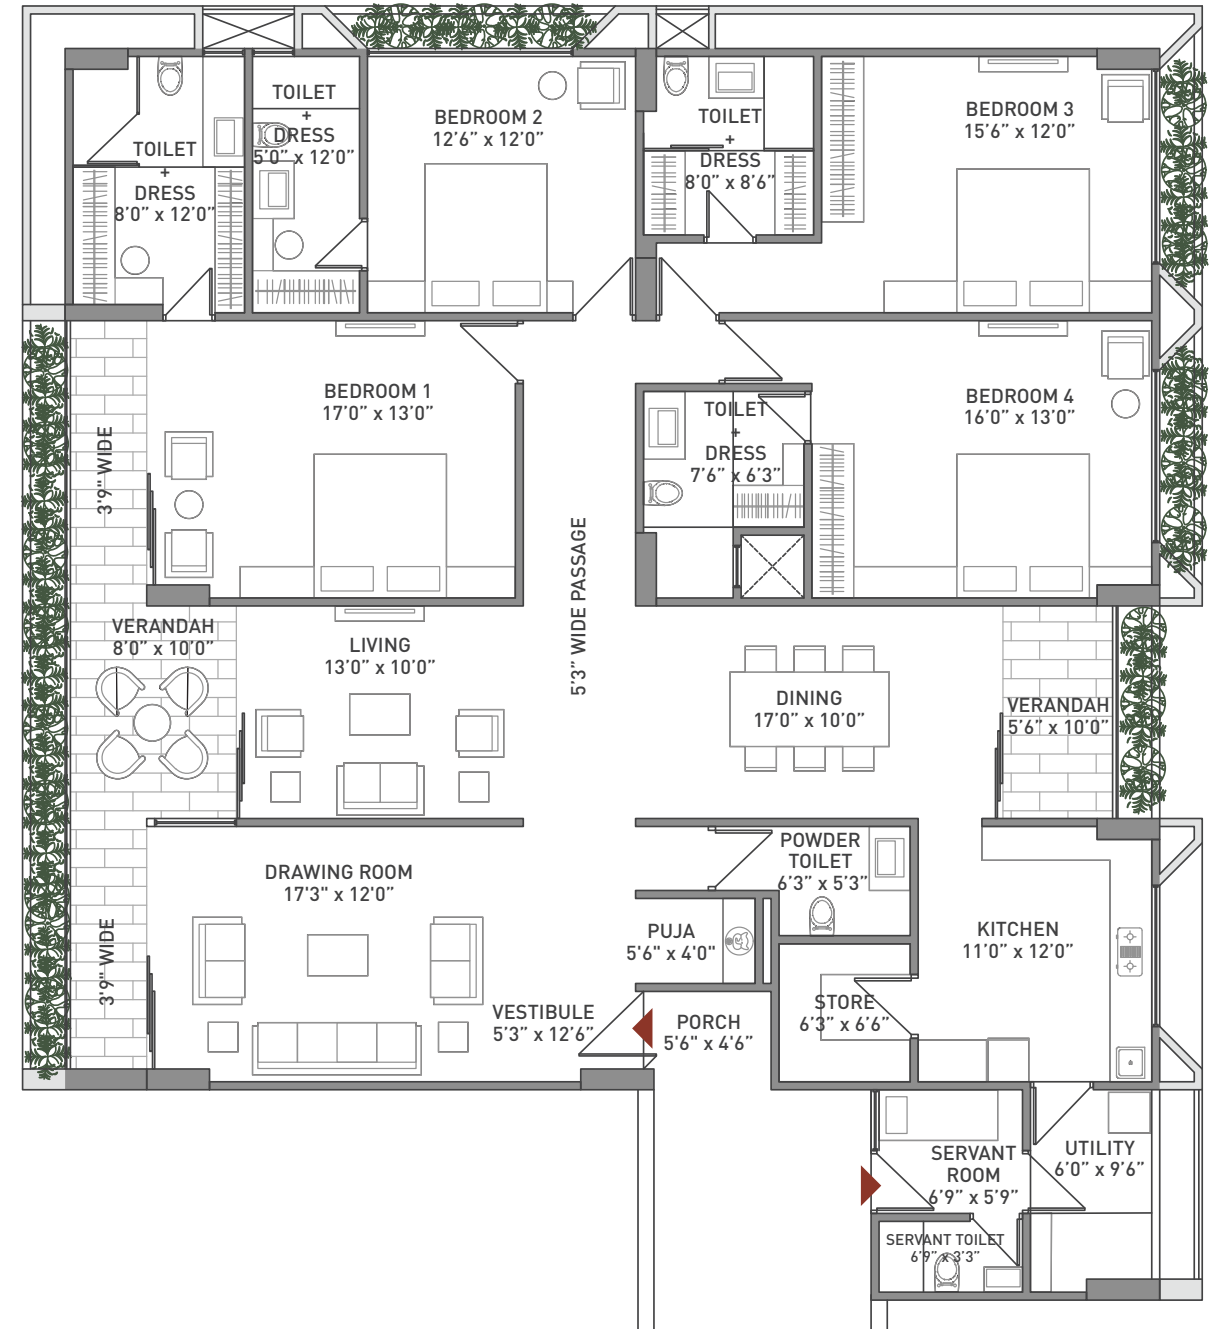 TOILET
+
DRESS
8’0” x 12’0”
TOILET
+
DRESS
5’0” x 12’0”
BEDROOM 2
12’6” x 12’0”
TOILET
+
DRESS
8’0” x 8’6”
BEDROOM 3
15’6” x 12’0”
3'9" WIDE
BEDROOM 1
17’0” x 13’0”
TOILET
+
DRESS
7’6” x 6’3”
BEDROOM 4
16’0” x 13’0”
5’3” WIDE PASSAGE
VERANDAH
8’0” x 10’0”
LIVING
13’0” x 10’0”
DINING
17’0” x 10’0”
VERANDAH
5’6” x 10’0”
DRAWING ROOM
17'3" x 12'0"
3'9" WIDE
POWDER
TOILET
6’3” x 5’3”
PUJA
5'6" x 4'0"
KITCHEN
11’0” x 12’0”
VESTIBULE
5’3” x 12’6”
PORCH
5'6" x 4'6"
STORE
6’3” x 6’6”
SERVANT
ROOM
6’9” x 5’9”
UTILITY
6’0” x 9’6”
SERVANT TOILET
6’9” x 3’3”